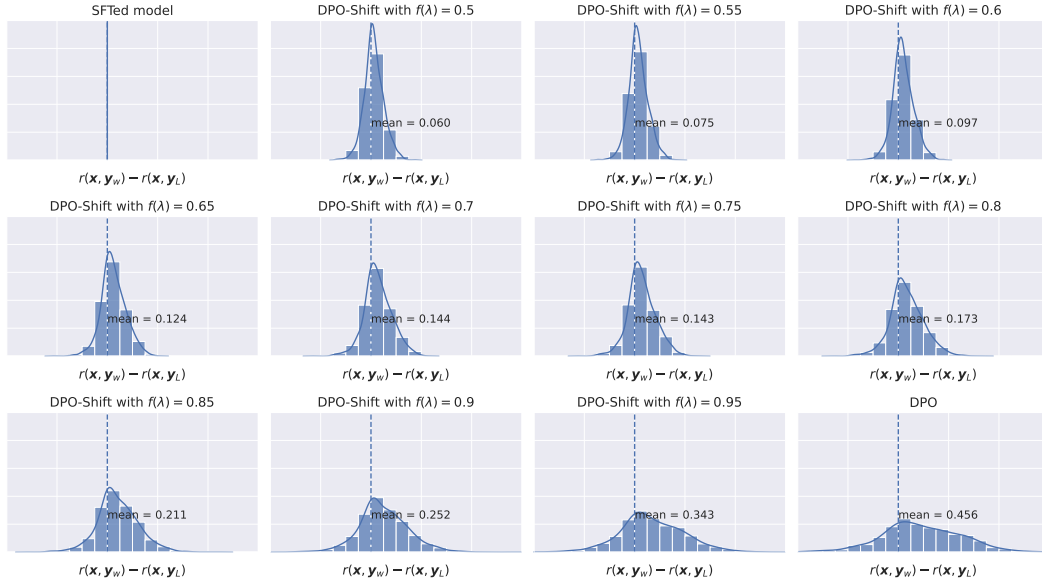 SFTed model
DPO-Shift with f(λ) = 0.5
DPO-Shift with f(λ) = 0.55
DPO-Shift with f(λ) = 0.6
mean = 0.060
mean = 0.075
mean = 0.097
r(x, y_w) − r(x, y_L)
r(x, y_w) − r(x, y_L)
r(x, y_w) − r(x, y_L)
r(x, y_w) − r(x, y_L)
DPO-Shift with f(λ) = 0.65
DPO-Shift with f(λ) = 0.7
DPO-Shift with f(λ) = 0.75
DPO-Shift with f(λ) = 0.8
mean = 0.124
mean = 0.144
mean = 0.143
mean = 0.173
r(x, y_w) − r(x, y_L)
r(x, y_w) − r(x, y_L)
r(x, y_w) − r(x, y_L)
r(x, y_w) − r(x, y_L)
DPO-Shift with f(λ) = 0.85
DPO-Shift with f(λ) = 0.9
DPO-Shift with f(λ) = 0.95
DPO
mean = 0.211
mean = 0.252
mean = 0.343
mean = 0.456
r(x, y_w) − r(x, y_L)
r(x, y_w) − r(x, y_L)
r(x, y_w) − r(x, y_L)
r(x, y_w) − r(x, y_L)